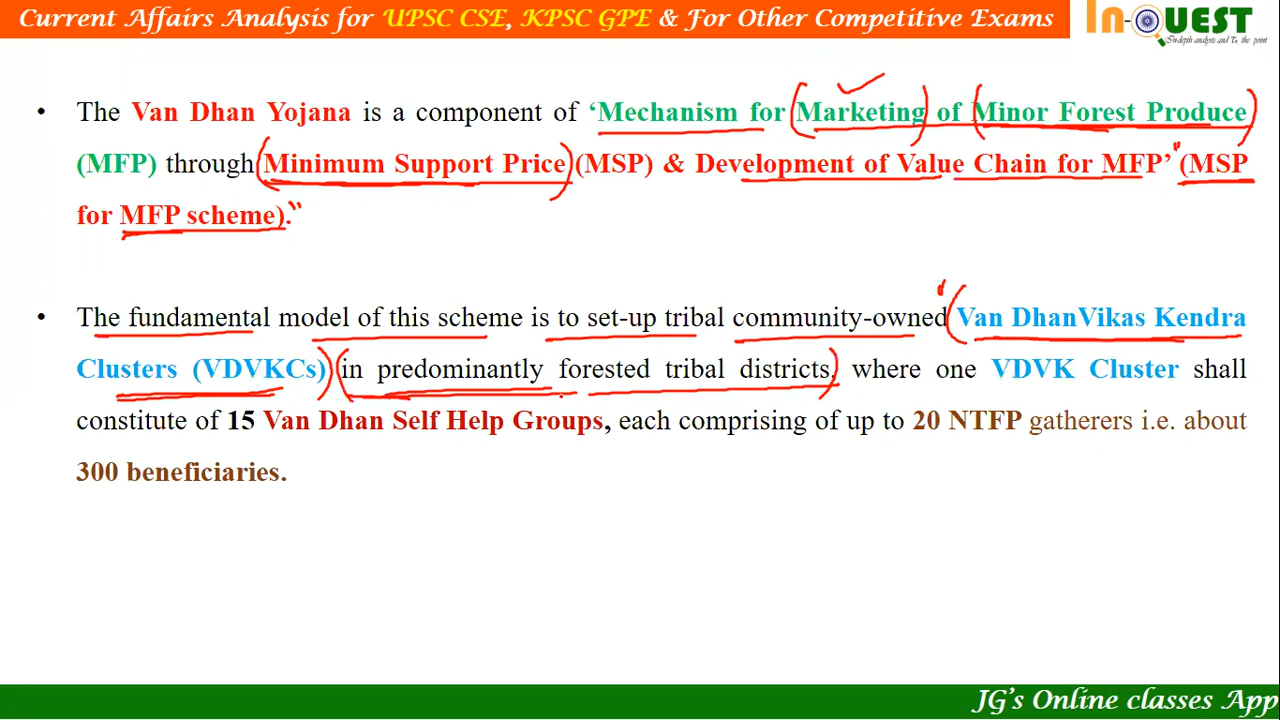 Current Affairs Analysis for UPSC CSE, KPSC GPE & For Other Competitive Exams
In-QUEST
In-depth analysis and To the point
• The Van Dhan Yojana is a component of ‘Mechanism for Marketing of Minor Forest Produce
(MFP) through Minimum Support Price (MSP) & Development of Value Chain for MFP’ (MSP
for MFP scheme).
• The fundamental model of this scheme is to set-up tribal community-owned Van DhanVikas Kendra
Clusters (VDVKCs) in predominantly forested tribal districts, where one VDVK Cluster shall
constitute of 15 Van Dhan Self Help Groups, each comprising of up to 20 NTFP gatherers i.e. about
300 beneficiaries.
JG's Online classes App